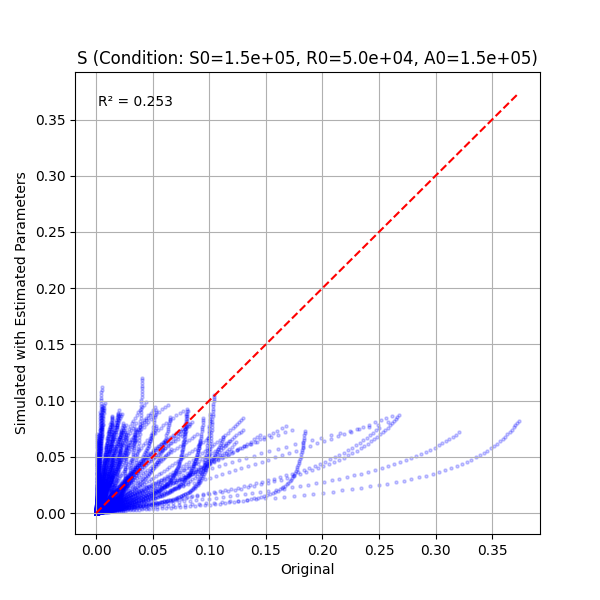 S (Condition: S0=1.5e+05, R0=5.0e+04, A0=1.5e+05)
R² = 0.253
Simulated with Estimated Parameters
0.35
0.30
0.25
0.20
0.15
0.10
0.05
0.00
0.00 0.05 0.10 0.15 0.20 0.25 0.30 0.35
Original